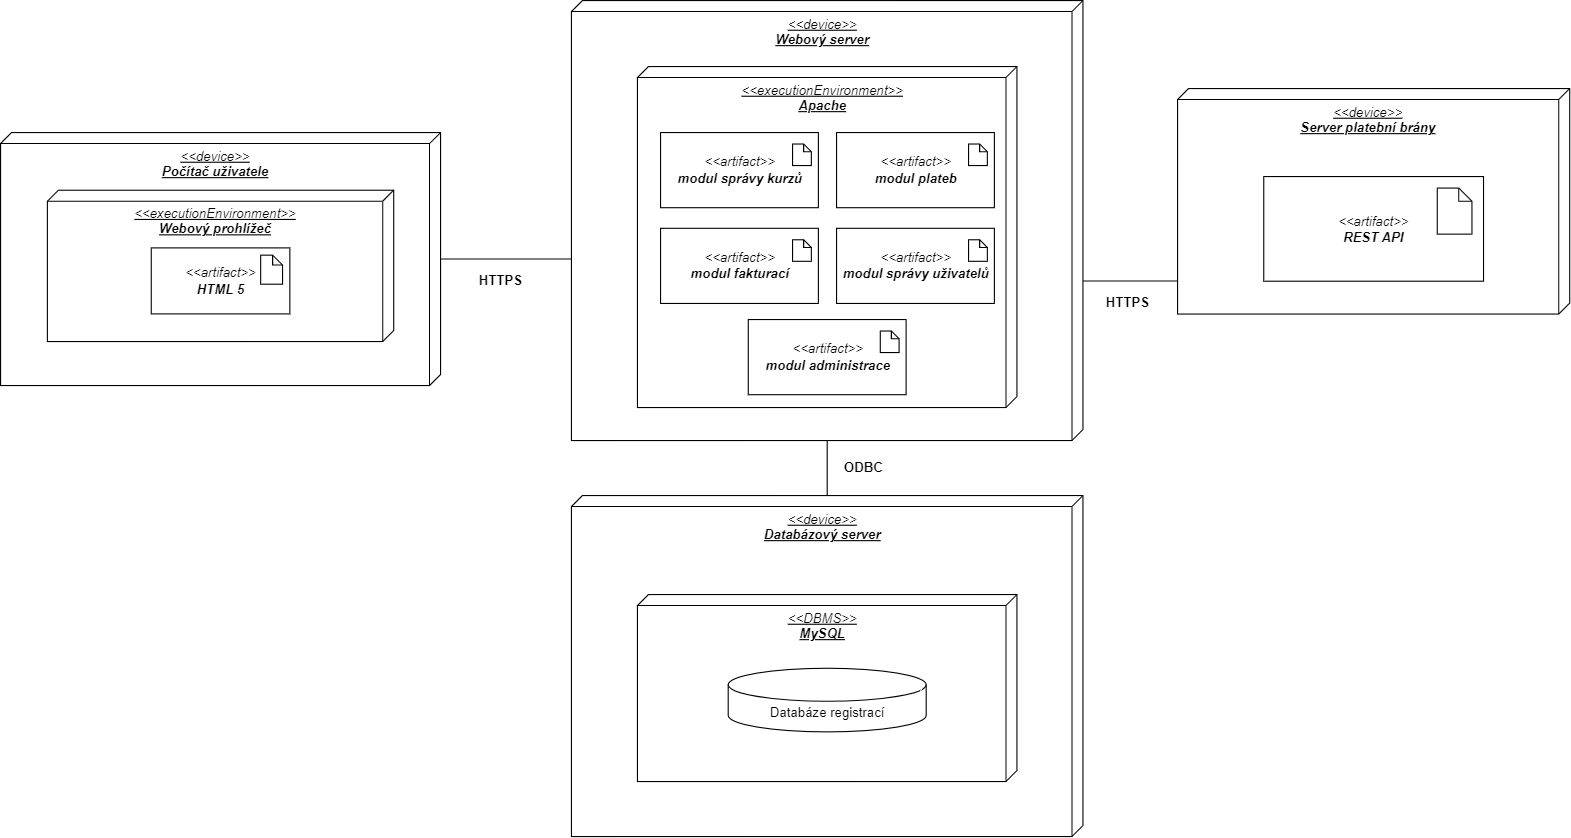 <<device>>
Webový server
<<executionEnvironment>>
Apache
<<artifact>>
modul správy kurzů
<<artifact>>
modul plateb
<<artifact>>
modul fakturací
<<artifact>>
modul správy uživatelů
<<artifact>>
modul administrace
<<device>>
Počítač uživatele
<<executionEnvironment>>
Webový prohlížeč
<<artifact>>
HTML 5
HTTPS
<<device>>
Server platební brány
<<artifact>>
REST API
HTTPS
ODBC
<<device>>
Databázový server
<<DBMS>>
MySQL
Databáze registrací